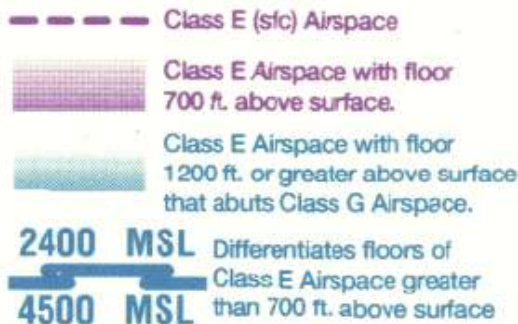 Class E (sfc) Airspace
Class E Airspace with floor
700 ft. above surface.
Class E Airspace with floor
1200 ft. or greater above surface
that abuts Class G Airspace.
2400 MSL
4500 MSL
Differentiates floors of
Class E Airspace greater
than 700 ft. above surface